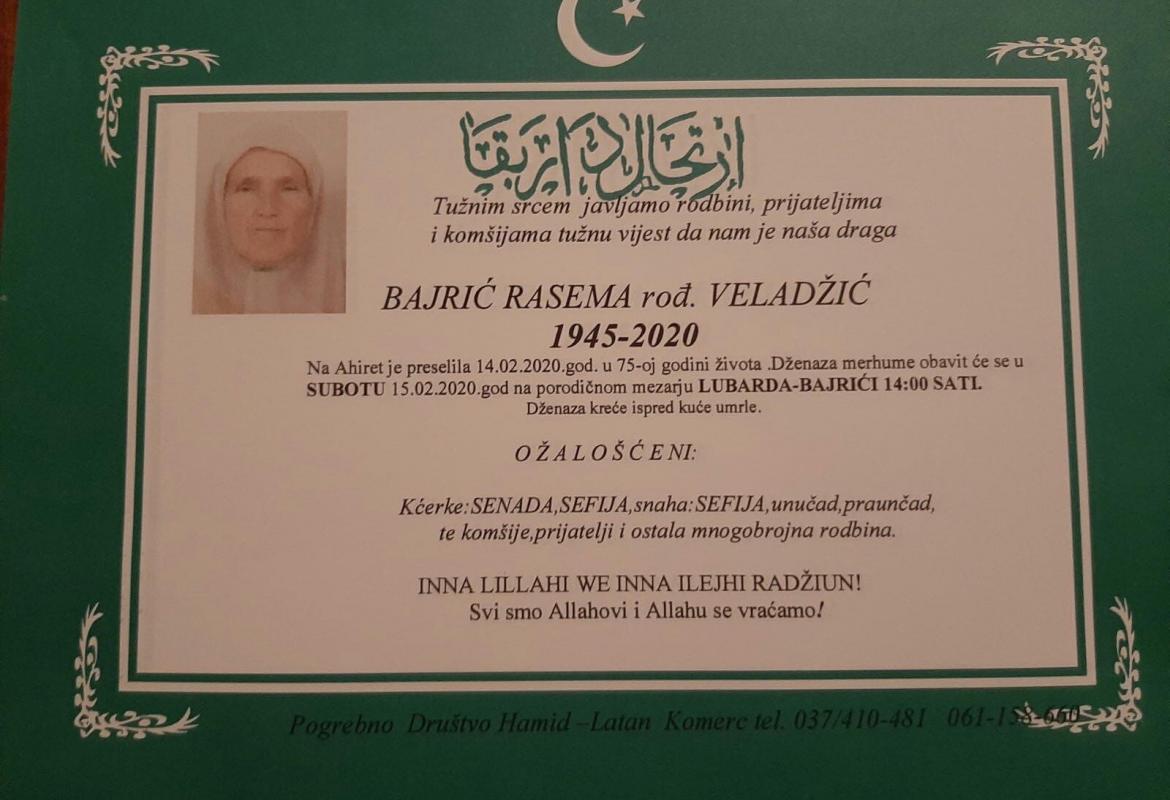 إرتحال دار بقا
Tužnim srcem javljamo rodbini, prijateljima
i komšijama tužnu vijest da nam je naša draga
BAJRIĆ RASEMA rođ. VELADŽIĆ
1945-2020
Na Ahiret je preselila 14.02.2020.god. u 75-oj godini života .Dženaza merhume obavit će se u
SUBOTU 15.02.2020.god na porodičnom mezarju LUBARDA-BAJRIĆI 14:00 SATI.
Dženaza kreće ispred kuće umrle.
O Ž A L O Š Ć E NI:
Kćerke:SENADA,SEFIJA,snaha:SEFIJA,unučad,praunčad,
te komšije,prijatelji i ostala mnogobrojna rodbina.
INNA LILLAHI WE INNA ILEJHI RADŽIUN!
Svi smo Allahovi i Allahu se vraćamo!
Pogrebno Društvo Hamid –Latan Komerc tel. 037/410-481